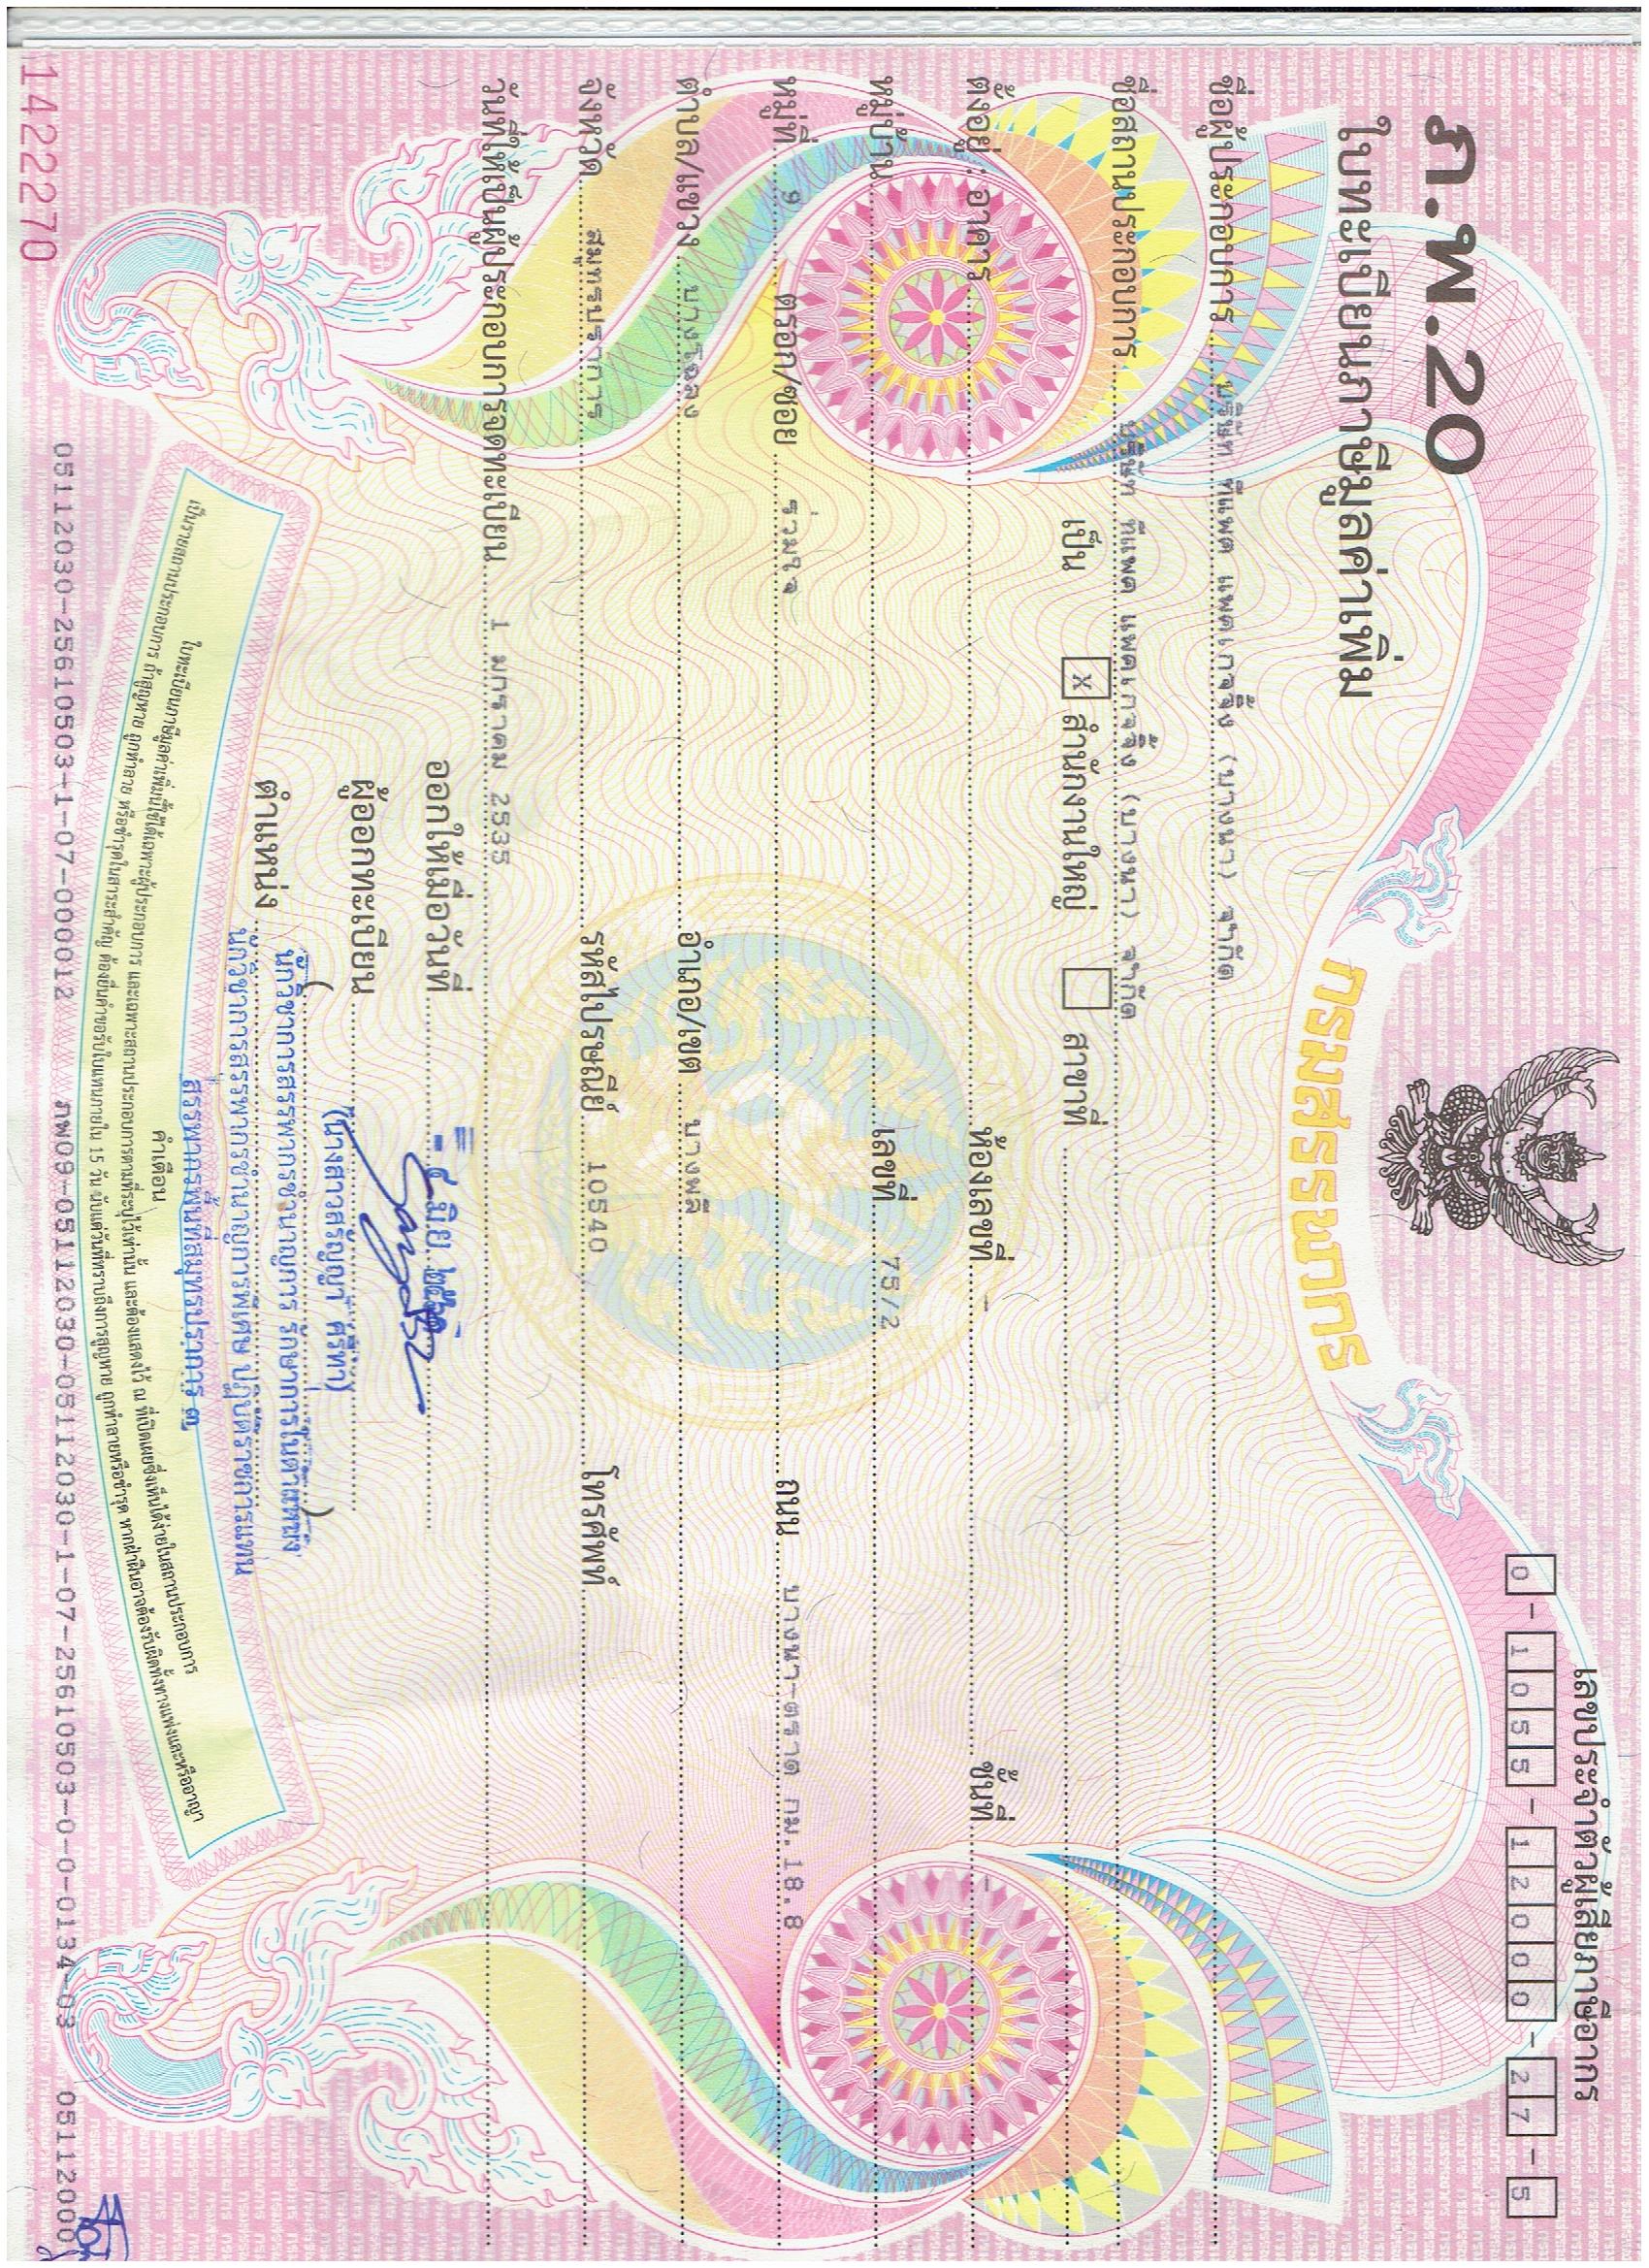 เลขประจำตัวผู้เสียภาษีอากร
0-1055-12000-27-5
ภ.พ.20
ใบทะเบียนภาษีมูลค่าเพิ่ม
กรมสรรพากร
ชื่อผู้ประกอบการ บริษัท ทีแพค แพคเกจจิ้ง (บางนา) จำกัด
ชื่อสถานประกอบการ บริษัท ทีแพค แพคเกจจิ้ง (บางนา) จำกัด
เป็น x สำนักงานใหญ่ สาขาที่
ตั้งอยู่ : อาคาร ห้องเลขที่ - ชั้นที่ -
หมู่บ้าน เลขที่ 75/2
หมู่ที่ 9 ตรอก/ซอย ร่วมใจ ถนน บางนา-ตราด กม.18.8
ตำบล/แขวง บางโฉลง อำเภอ/เขต บางพลี
จังหวัด สมุทรปราการ รหัสไปรษณีย์ 10540 โทรศัพท์
วันที่ให้เป็นผู้ประกอบการจดทะเบียน 1 มกราคม 2535
ออกให้เมื่อวันที่ - ๔ มิ.ย. ๒๕๖๑
ผู้ออกทะเบียน
(นางสาวสรัญญา ศรีทา)
ตำแหน่ง นักวิชาการสรรพากรชำนาญการ รักษาการในตำแหน่ง
นักวิชาการสรรพากรชำนาญการพิเศษ ปฏิบัติราชการแทน
สรรพากรพื้นที่สมุทรปราการ ๓
คำเตือน
ใบทะเบียนภาษีมูลค่าเพิ่มนี้ใช้ได้เฉพาะผู้ประกอบการ และเฉพาะสถานประกอบการตามที่ระบุไว้เท่านั้น และต้องแสดงไว้ ณ ที่เปิดเผยซึ่งเห็นได้ง่ายในสถานประกอบการ
เป็นรายสถานประกอบการ ถ้าสูญหาย ถูกทำลาย หรือชำรุดในสาระสำคัญ ต้องยื่นคำขอรับใบแทนภายใน 15 วัน นับแต่วันที่ทราบถึงการสูญหาย ถูกทำลายหรือชำรุด หากฝ่าฝืนอาจต้องรับผิดทั้งทางแพ่งและหรืออาญา
05112030-25610503-1-07-000012 ภพ09-05112030-05112030-1-07-25610503-0-0-0134-03 05112000
1422270